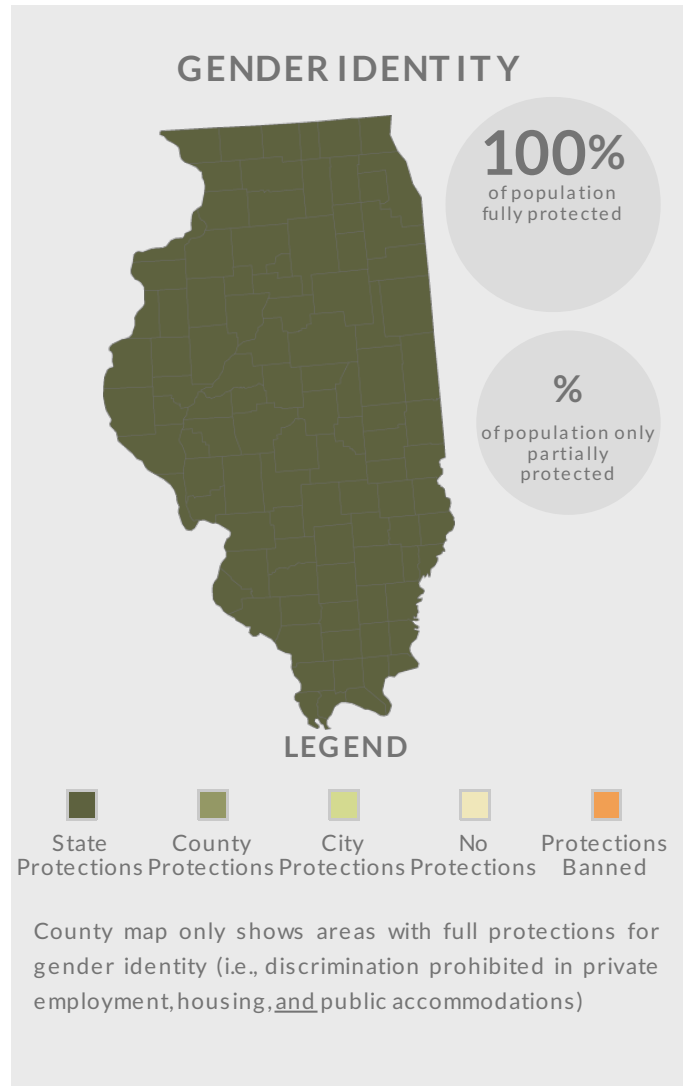 GENDER IDENTITY
100%
of population
fully protected
%
of population only
partially
protected
LEGEND
State
Protections
County
Protections
City
Protections
No
Protections
Protections
Banned
County map only shows areas with full protections for
gender identity (i.e., discrimination prohibited in private
employment, housing, and public accommodations)